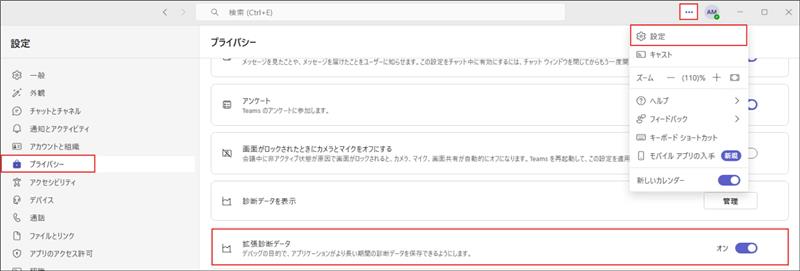 検索 (Ctrl+E)
AM
設定
一般
外観
チャットとチャネル
通知とアクティビティ
アカウントと組織
プライバシー
アクセシビリティ
デバイス
通話
ファイルとリンク
アプリのアクセス許可
プライバシー
メッセージを見たことや、メッセージを届けたことをユーザーに知らせます。この設定をチャット中に有効にするには、チャット ウィンドウを閉じてからもう一度開
アンケート
Teams のアンケートに参加します。
画面がロックされたときにカメラとマイクをオフにする
会議中に非アクティブ状態が原因で画面がロックされると、カメラ、マイク、画面共有が自動的にオフになります。Teams を再起動して、この設定を適用
診断データを表示
管理
拡張診断データ
デバッグの目的で、アプリケーションがより長い期間の診断データを保存できるようにします。
オン
設定
キャスト
ズーム
(110)%
ヘルプ
フィードバック
キーボード ショートカット
モバイル アプリの入手
新規
新しいカレンダー